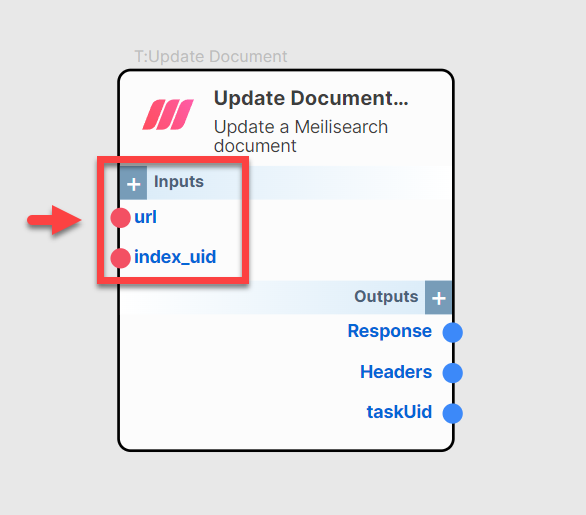 T:Update Document
Update Document...
Update a Meilisearch
document
+ Inputs
url
index_uid
Outputs +
Response
Headers
taskUid